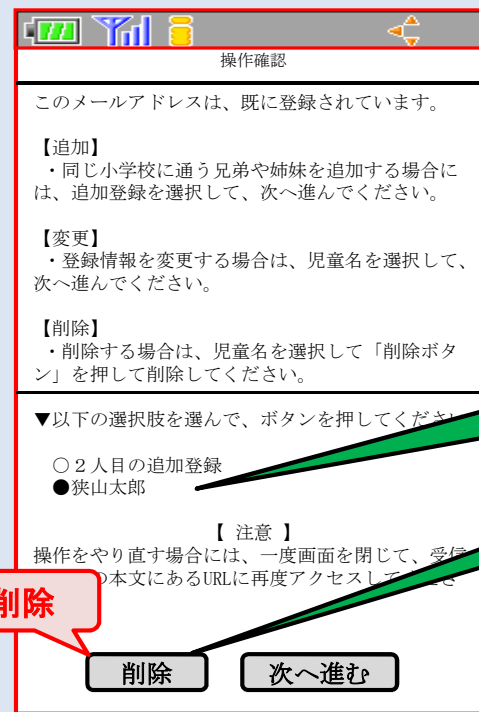 操作確認
このメールアドレスは、既に登録されています。
【追加】
・同じ小学校に通う兄弟や姉妹を追加する場合に
は、追加登録を選択して、次へ進んでください。
【変更】
・登録情報を変更する場合は、児童名を選択して、
次へ進んでください。
【削除】
・削除する場合は、児童名を選択して「削除ボタ
ン」を押して削除してください。
▼以下の選択肢を選んで、ボタンを押してください
○２人目の追加登録
●狭山太郎
【 注意 】
操作をやり直す場合には、一度画面を閉じて、受信
の本文にあるURLに再度アクセスして
削除
削除
次へ進む